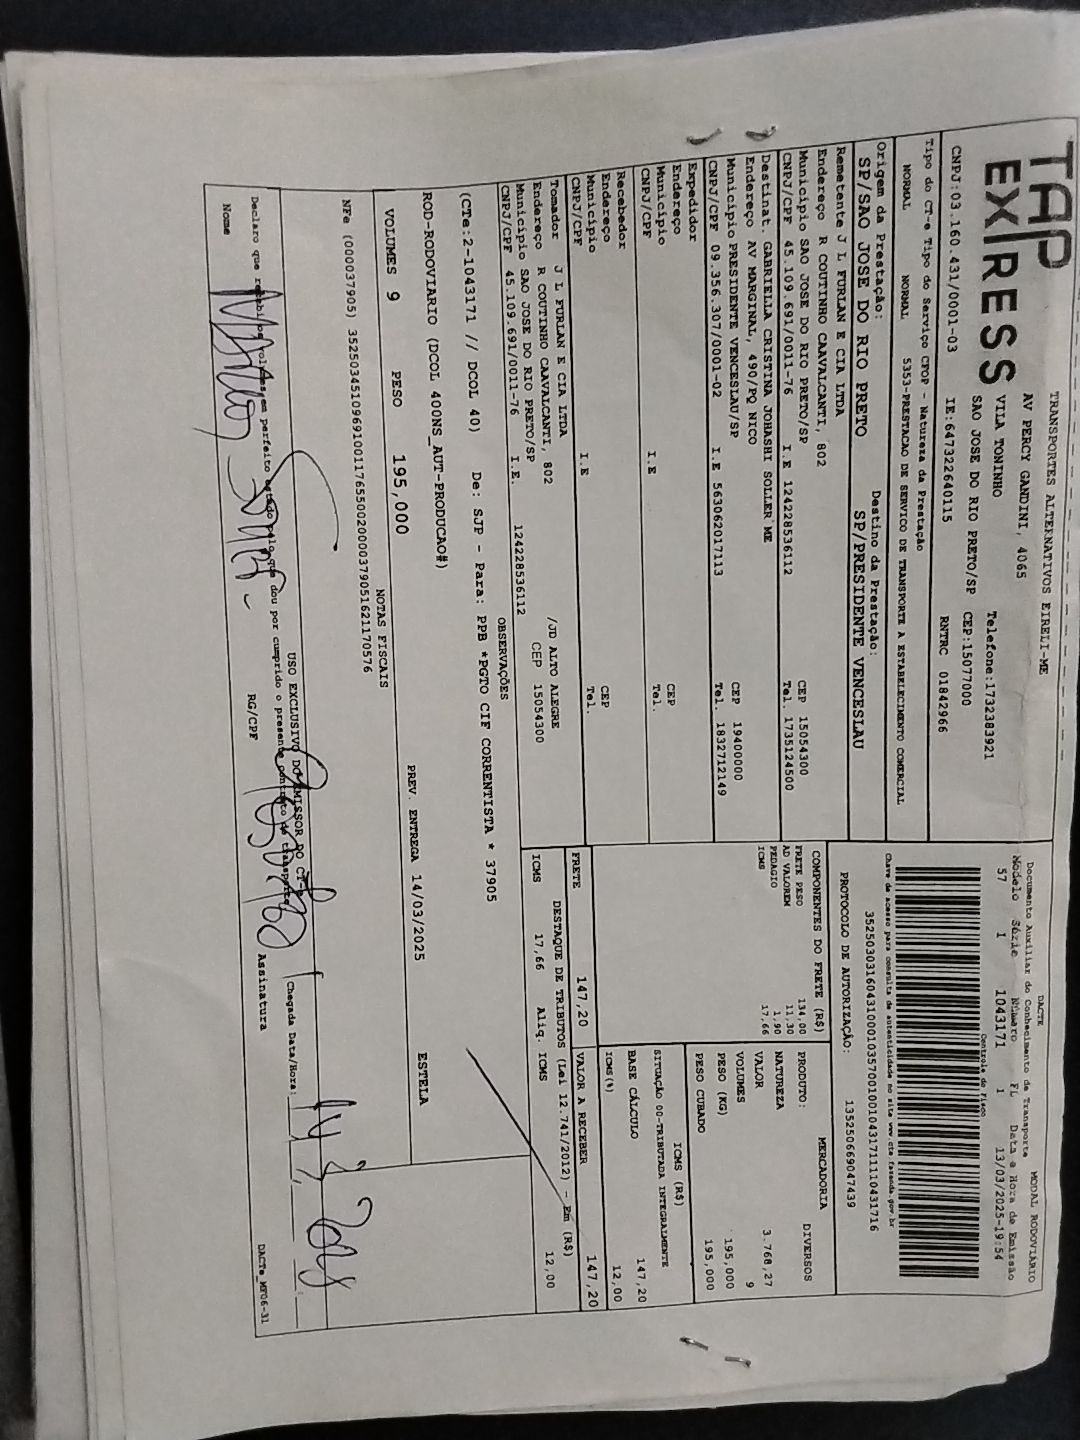 TAP EXPRESS
TRANSPORTES ALTERNATIVOS EIRELI-ME
AV PERCY GANDINI, 4065
VILA TONINHO
SAO JOSE DO RIO PRETO/SP
Telefone:1732383921
CEP:15077000
CNPJ:03.160.431/0001-03 IE:647322640115 RNTRC 01842966
Tipo do CT-e Tipo do Serviço CFOP - Natureza da Prestação
NORMAL NORMAL 5353-PRESTACAO DE SERVICO DE TRANSPORTE A ESTABELECIMENTO COMERCIAL
Origem da Prestação: Destino da Prestação:
SP/SAO JOSE DO RIO PRETO SP/PRESIDENTE VENCESLAU
DACTE MODAL RODOVIÁRIO
Documento Auxiliar do Conhecimento de Transporte
Modelo Série Número FL Data e Hora de Emissão
57 1 1043171 1 13/03/2025-19:54
Controle do Fisco
Chave de acesso para consulta de autenticidade no site www.cte.fazenda.gov.br
35250303160431000103570010010431711110431716
PROTOCOLO DE AUTORIZAÇÃO: 135250669047439
Remetente J L FURLAN E CIA LTDA
Endereço R COUTINHO CAAVALCANTI, 802
Município SAO JOSE DO RIO PRETO/SP CEP 15054300
CNPJ/CPF 45.109.691/0011-76 I.E 124228536112 Tel. 1735124500
Destinat. GABRIELLA CRISTINA JOHASHI SOLLER ME
Endereço AV MARGINAL, 490/PQ NICO
Município PRESIDENTE VENCESLAU/SP CEP 19400000
CNPJ/CPF 09.356.307/0001-02 I.E 563062017113 Tel. 1832712149
Expedidor
Endereço
Município CEP
CNPJ/CPF I.E Tel.
Recebedor
Endereço
Município CEP
CNPJ/CPF I.E Tel.
Tomador J L FURLAN E CIA LTDA
Endereço R COUTINHO CAAVALCANTI, 802 /JD ALTO ALEGRE
Município SAO JOSE DO RIO PRETO/SP CEP 15054300
CNPJ/CPF 45.109.691/0011-76 I.E. 124228536112
COMPONENTES DO FRETE (R$)
FRETE PESO 134,00
AD VALOREM 11,30
PEDAGIO 1,90
ICMS 17,66
MERCADORIA
PRODUTO: DIVERSOS
NATUREZA
VALOR 3.768,27
VOLUMES 9
PESO (KG) 195,000
PESO CUBADO 195,000
ICMS (R$)
SITUAÇÃO 00-TRIBUTADA INTEGRALMENTE
BASE CÁLCULO 147,20
ICMS(%) 12,00
FRETE 147,20 VALOR A RECEBER 147,20
DESTAQUE DE TRIBUTOS (Lei 12.741/2012) - Em (R$)
ICMS 17,66 Aliq. ICMS 12,00
OBSERVAÇÕES
(CTe:2-1043171 // DCOL 40) De: SJP - Para: PPB *PGTO CIF CORRENTISTA * 37905
ROD-RODOVIARIO (DCOL 400NS_AUT-PRODUCAO#)
VOLUMES 9 PESO 195,000 PREV. ENTREGA 14/03/2025 ESTELA
NOTAS FISCAIS
NFe (000037905) 35250345109691001176550020000379051621170576
USO EXCLUSIVO DO EMISSOR DO CT-e
Declaro que recebi os volumes em perfeito estado pelo que dou por cumprido o presente contrato de transporte
Chegada Data/Hora: 14/3/2025
Nome RG/CPF Assinatura
DACTe_MF06-31